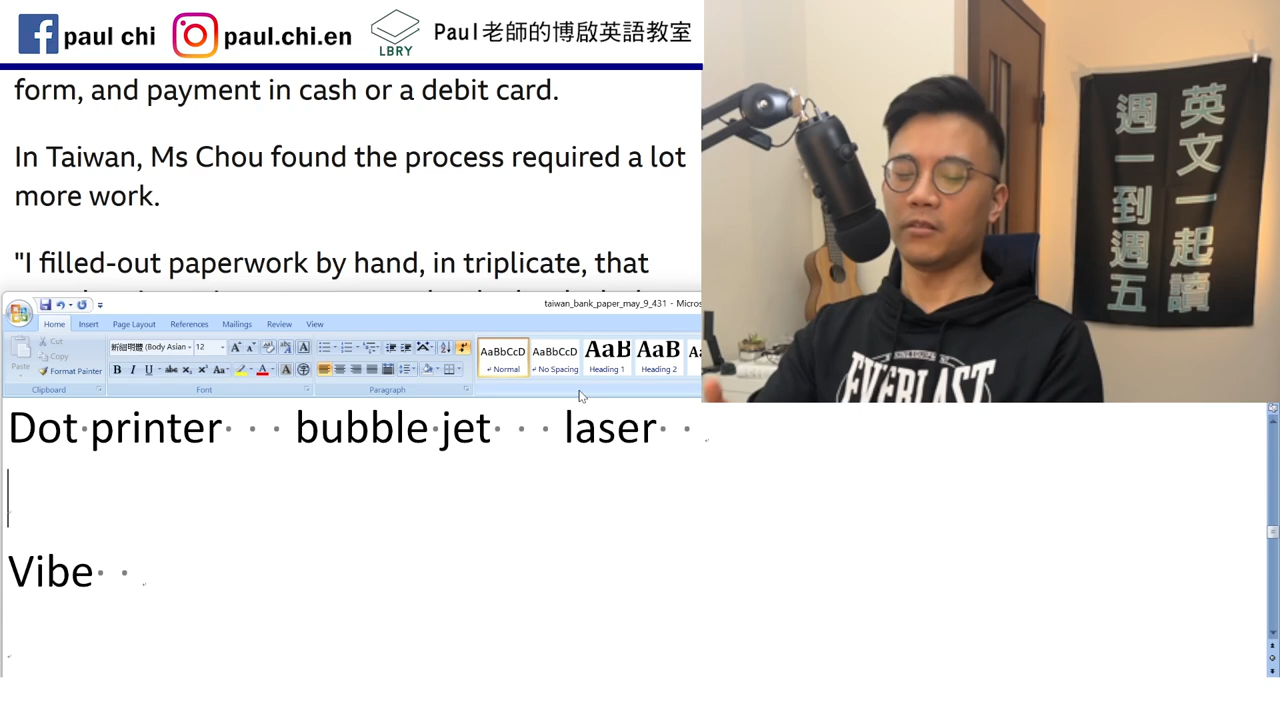 paul chi
paul.chi.en
LBRY
Paul老師的博啟英語教室
form, and payment in cash or a debit card.
In Taiwan, Ms Chou found the process required a lot
more work.
"I filled-out paperwork by hand, in triplicate, that
taiwan_bank_paper_may_9_431 - Micros
Home Insert Page Layout References Mailings Review View
Paste
Cut
Copy
Format Painter
新細明體 (Body Asian 12
AaBbCcD AaBbCcD AaBb AaBb
Normal No Spacing Heading 1 Heading 2
Clipboard Font Paragraph
Dot printer bubble jet laser
Vibe
英文一起讀
週一到週五
EVERLAST